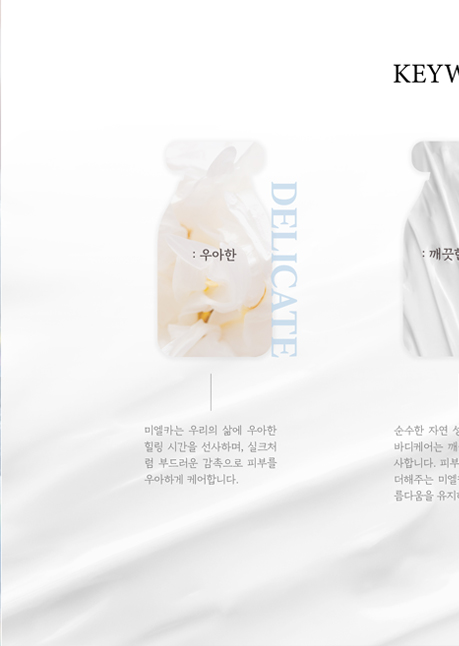 KEYW
: 우아한
DELICATE
: 깨끗한
미엘카는 우리의 삶에 우아한
힐링 시간을 선사하며, 실크처
럼 부드러운 감촉으로 피부를
우아하게 케어합니다.
순수한 자연 성
바디케어는 깨
사합니다. 피부
더해주는 미엘
름다움을 유지